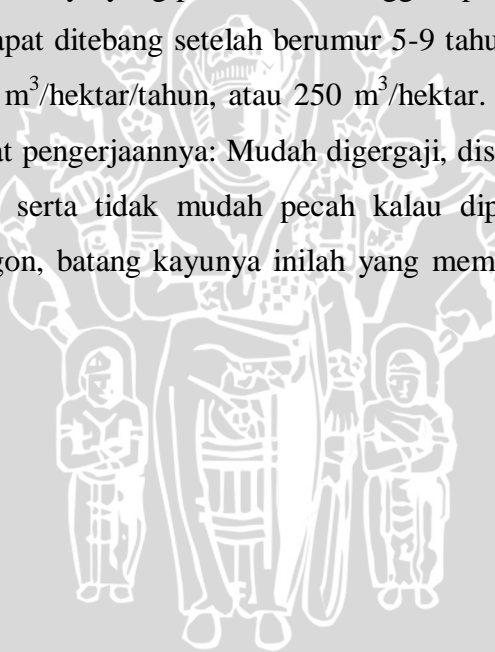 apat ditebang setelah berumur 5-9 tahu
m³/hektar/tahun, atau 250 m³/hektar.
at pengerjaannya: Mudah digergaji, dis
serta tidak mudah pecah kalau dip
gon, batang kayunya inilah yang mem